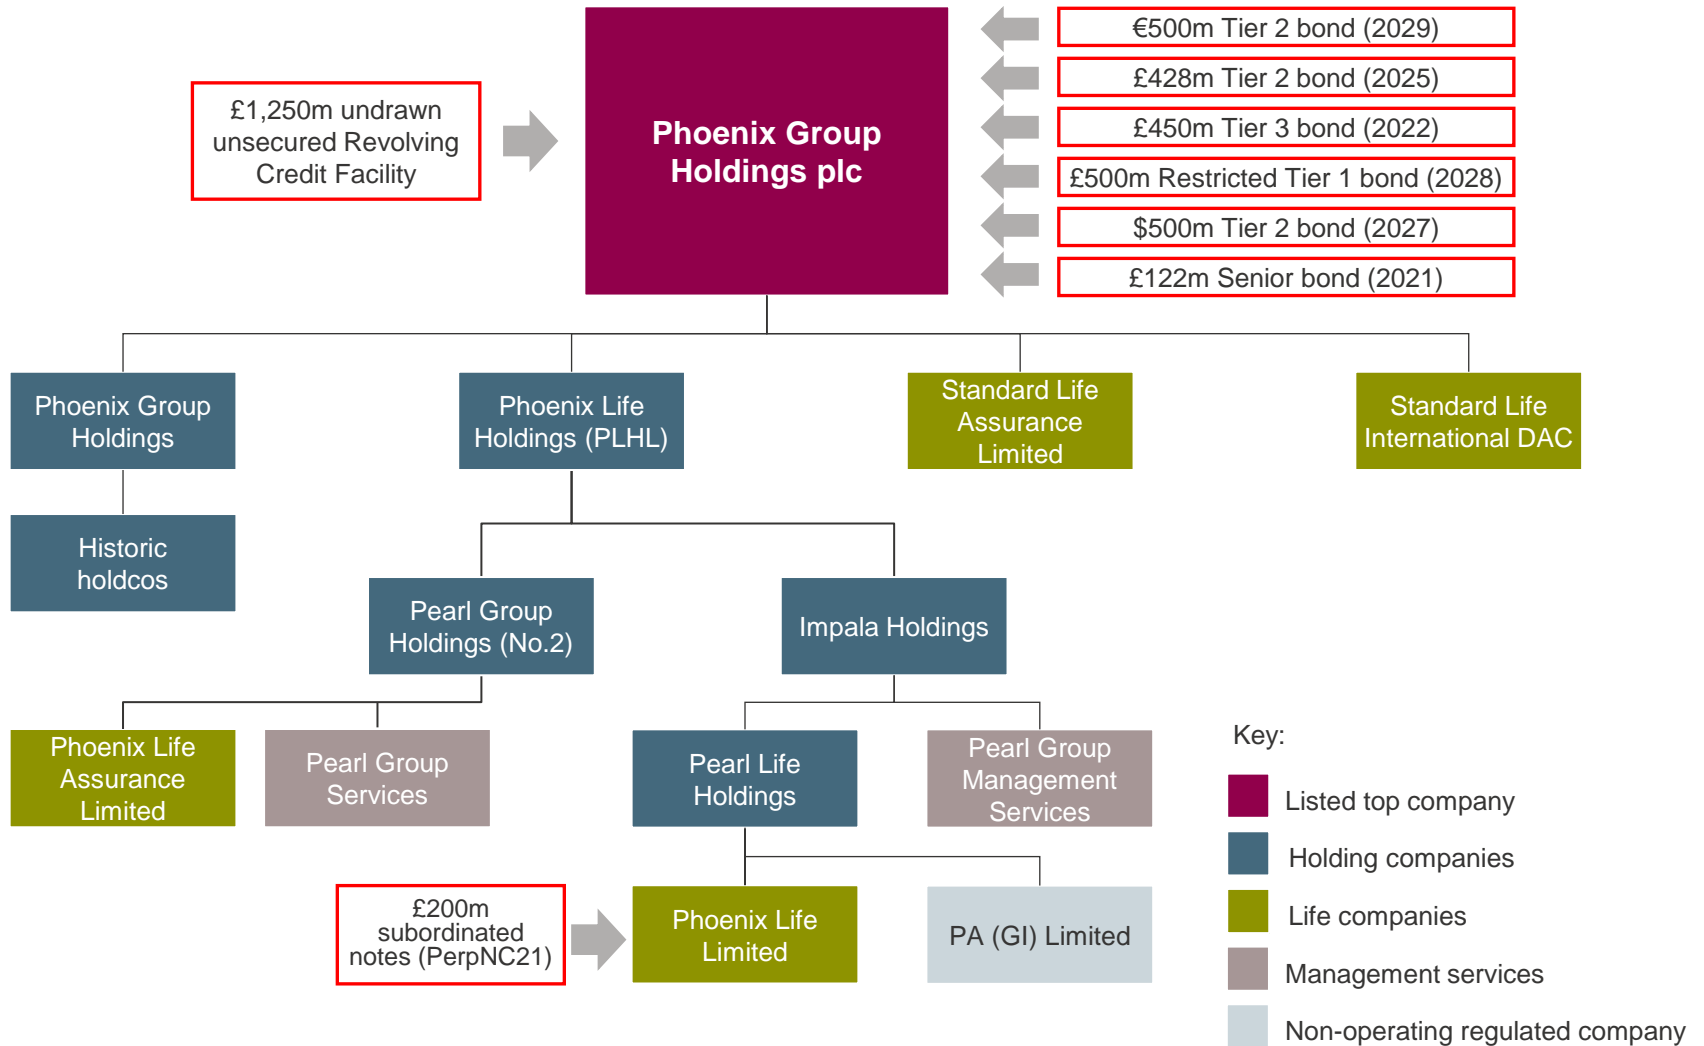 €500m Tier 2 bond (2029)
£428m Tier 2 bond (2025)
£450m Tier 3 bond (2022)
£500m Restricted Tier 1 bond (2028)
$500m Tier 2 bond (2027)
£122m Senior bond (2021)
£1,250m undrawn
unsecured Revolving
Credit Facility
Phoenix Group
Holdings plc
Phoenix Group
Holdings
Phoenix Life
Holdings (PLHL)
Standard Life
Assurance
Limited
Standard Life
International DAC
Historic
holdcos
Pearl Group
Holdings (No.2)
Impala Holdings
Phoenix Life
Assurance
Limited
Pearl Group
Services
Pearl Life
Holdings
Pearl Group
Management
Services
£200m
subordinated
notes (PerpNC21)
Phoenix Life
Limited
PA (GI) Limited
Key:
Listed top company
Holding companies
Life companies
Management services
Non-operating regulated company